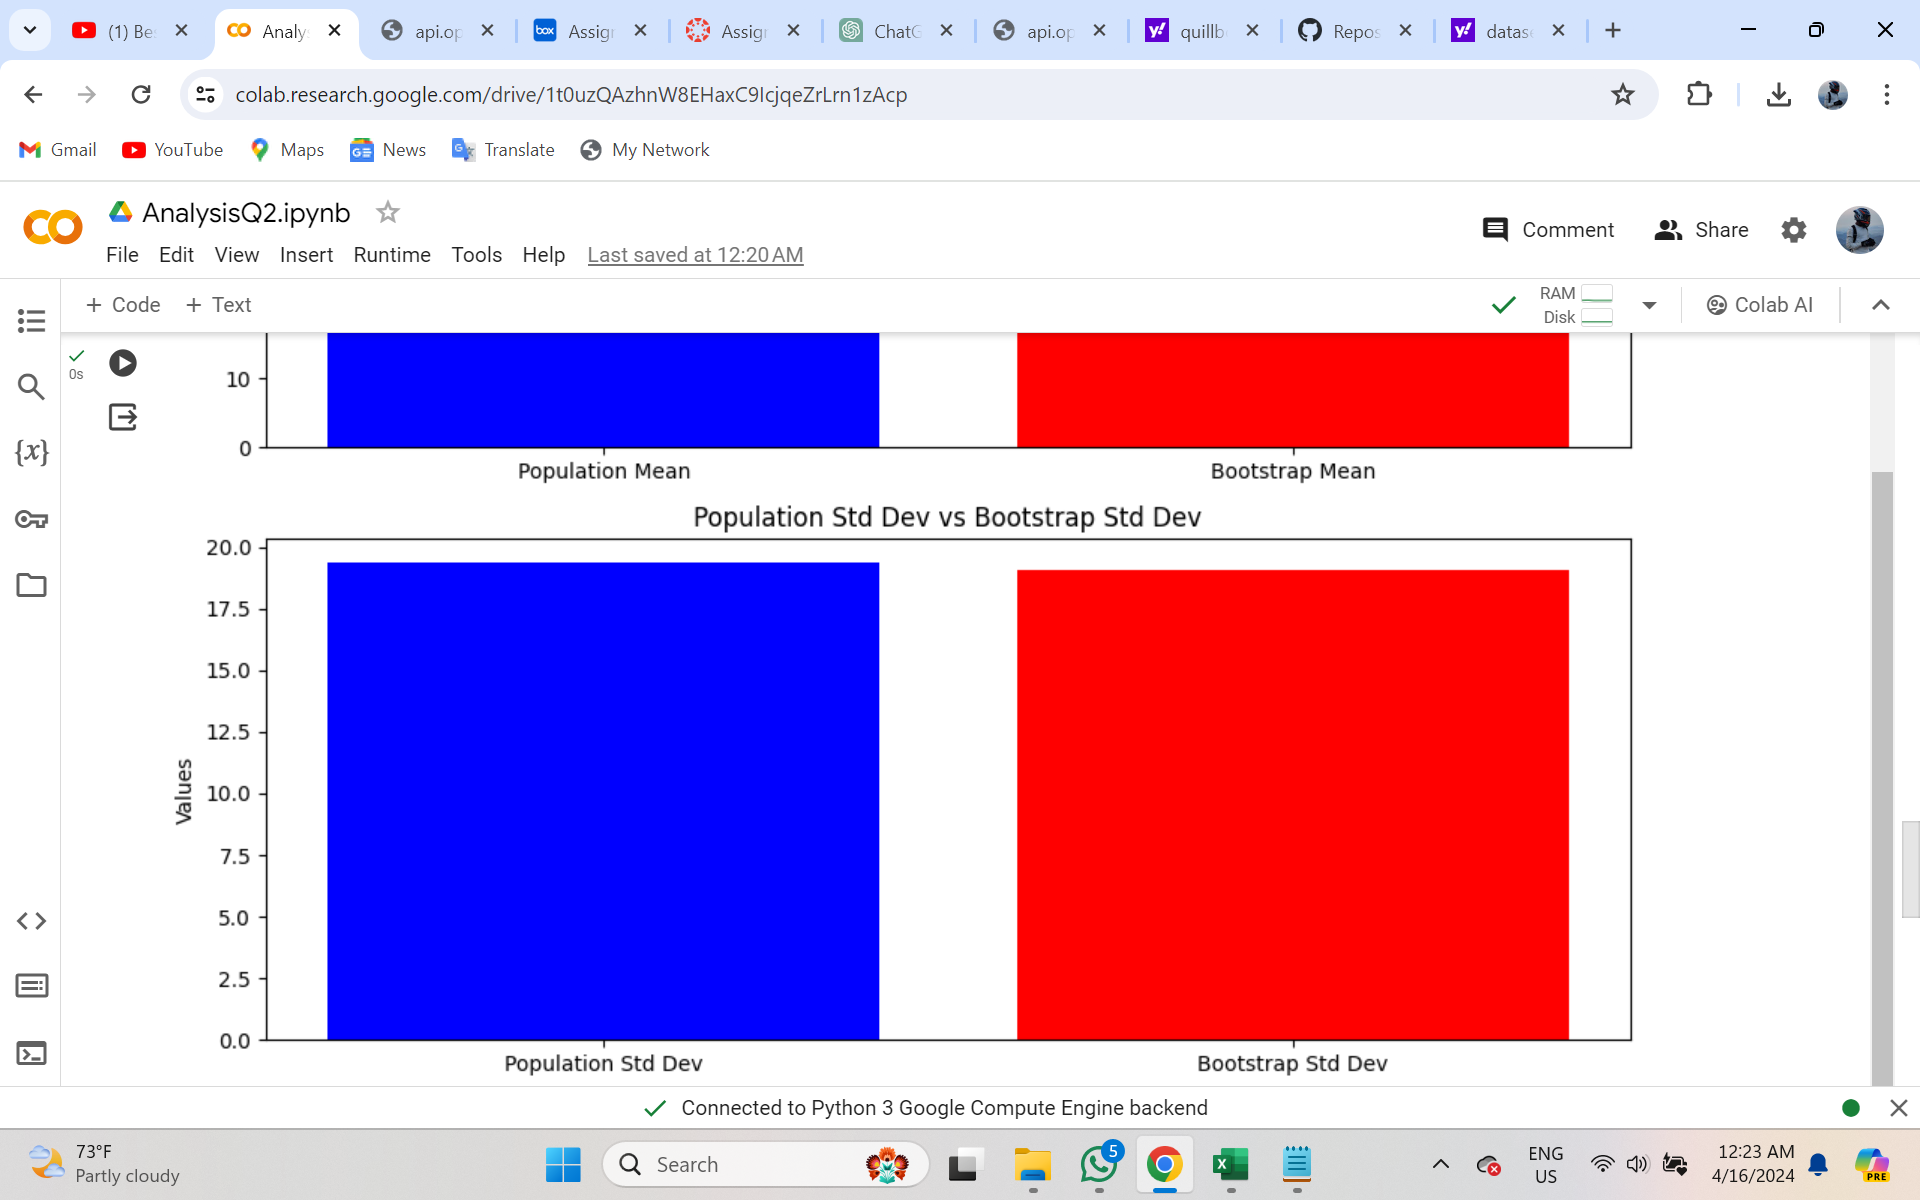 (1) Be
Analy
api.op
box
Assig
Assig
ChatG
api.op
quillb
Repos
datas
colab.research.google.com/drive/1t0uzQAzhnW8EHaxC9IcjqeZrLrn1zAcp
Gmail YouTube Maps News Translate My Network
AnalysisQ2.ipynb
Comment Share
File Edit View Insert Runtime Tools Help Last saved at 12:20 AM
+ Code + Text
RAM
Disk
Colab AI
0s
10
0
Population Mean Bootstrap Mean
Population Std Dev vs Bootstrap Std Dev
20.0
17.5
15.0
12.5
10.0
7.5
5.0
2.5
0.0
Values
Population Std Dev Bootstrap Std Dev
Connected to Python 3 Google Compute Engine backend
73°F
Partly cloudy
Search
5
ENG
US
12:23 AM
4/16/2024
PRE